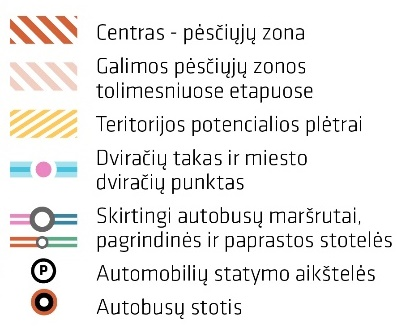 Centras - pėsčiųjų zona
Galimos pėsčiųjų zonos
tolimesniuose etapuose
Teritorijos potencialios plėtrai
Dviračių takas ir miesto
dviračių punktas
Skirtingi autobusų maršrutai,
pagrindinės ir paprastos stotelės
P
Automobilių statymo aikštelės
Autobusų stotis